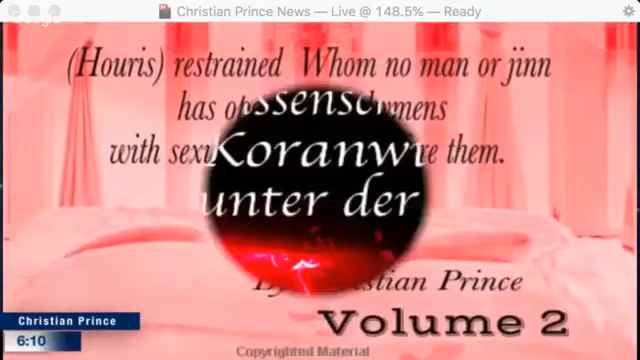 Christian Prince News — Live @ 148.5% — Ready
Google
(Houris) restrained Whom no man or jinn
has
with
them.
Koranwi
unter der
Christian Prince
Volume 2
Christian Prince
6:10
Copyrighted Material